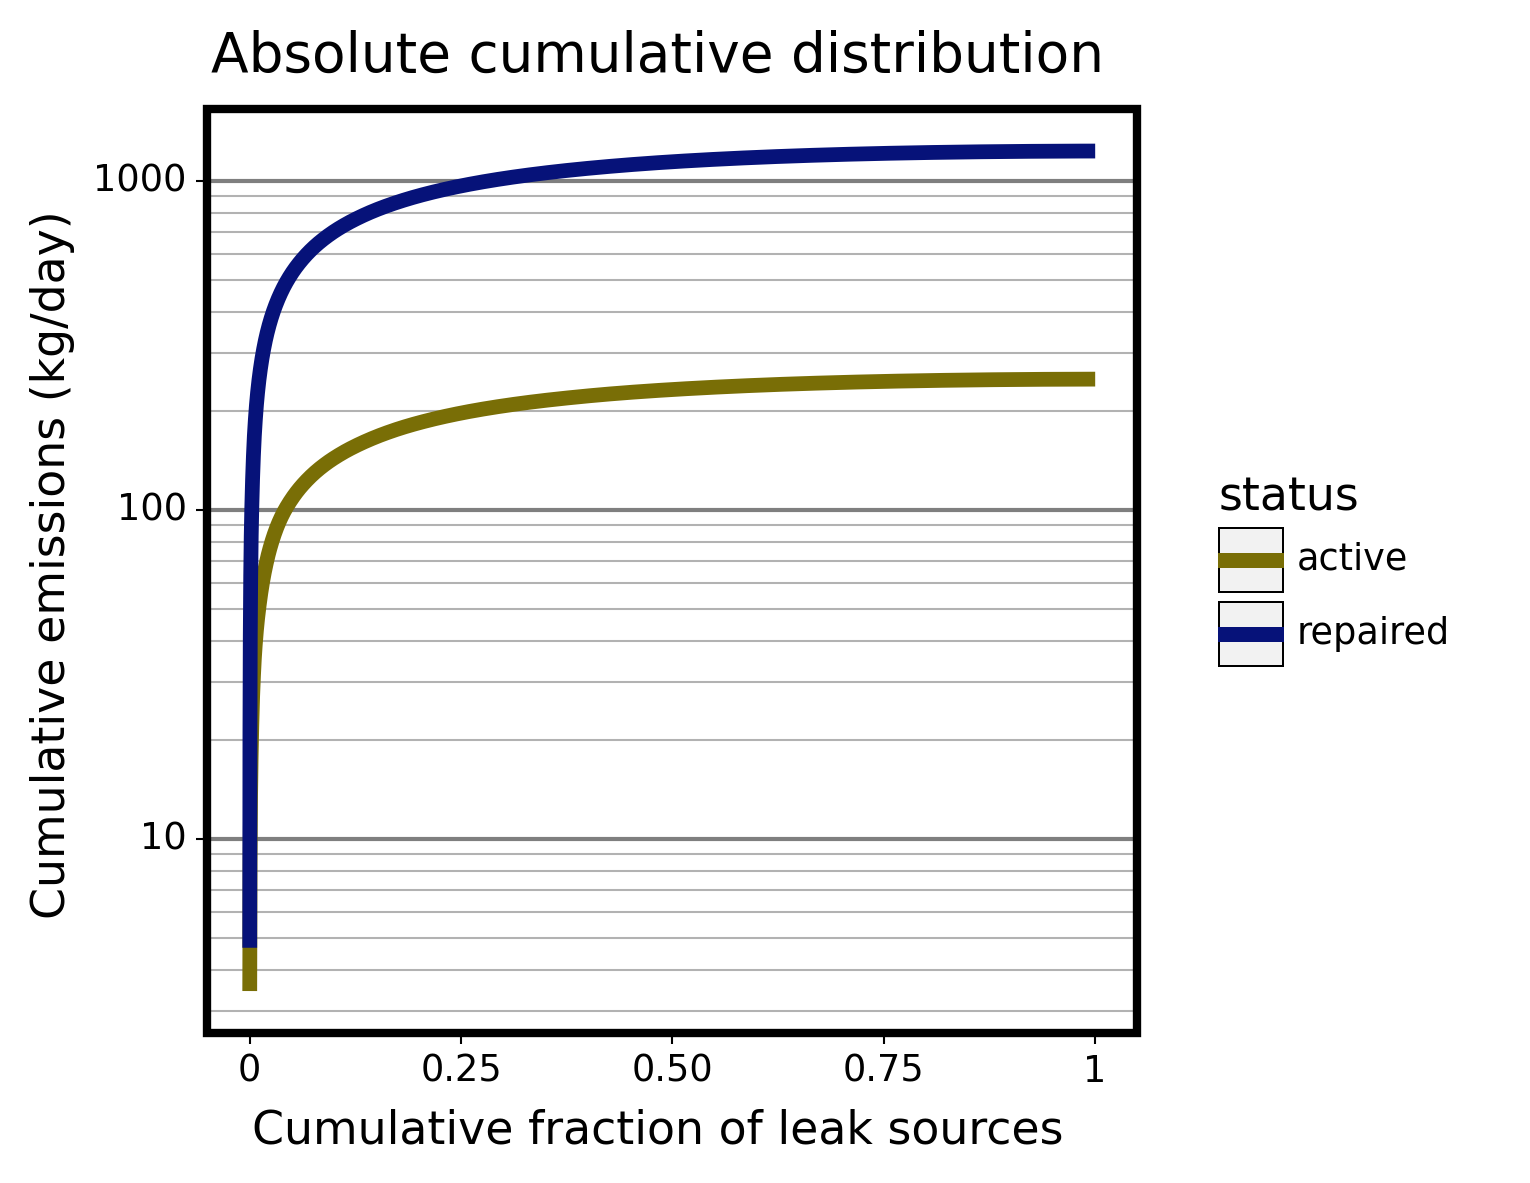 Absolute cumulative distribution
Cumulative emissions (kg/day)
1000
100
10
0 0.25 0.50 0.75 1
Cumulative fraction of leak sources
status
active
repaired